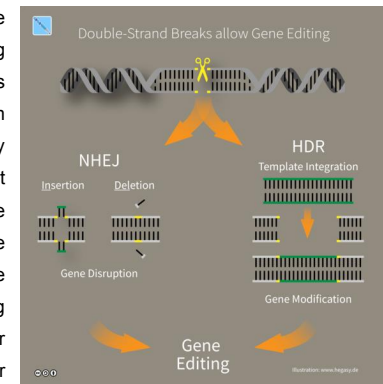 e
g
s
n
y
t
e
e
e
g
r
r
Double-Strand Breaks allow Gene Editing
NHEJ
Insertion Deletion
Gene Disruption
HDR
Template Integration
Gene Modification
Gene
Editing
Illustration: www.hegasy.de